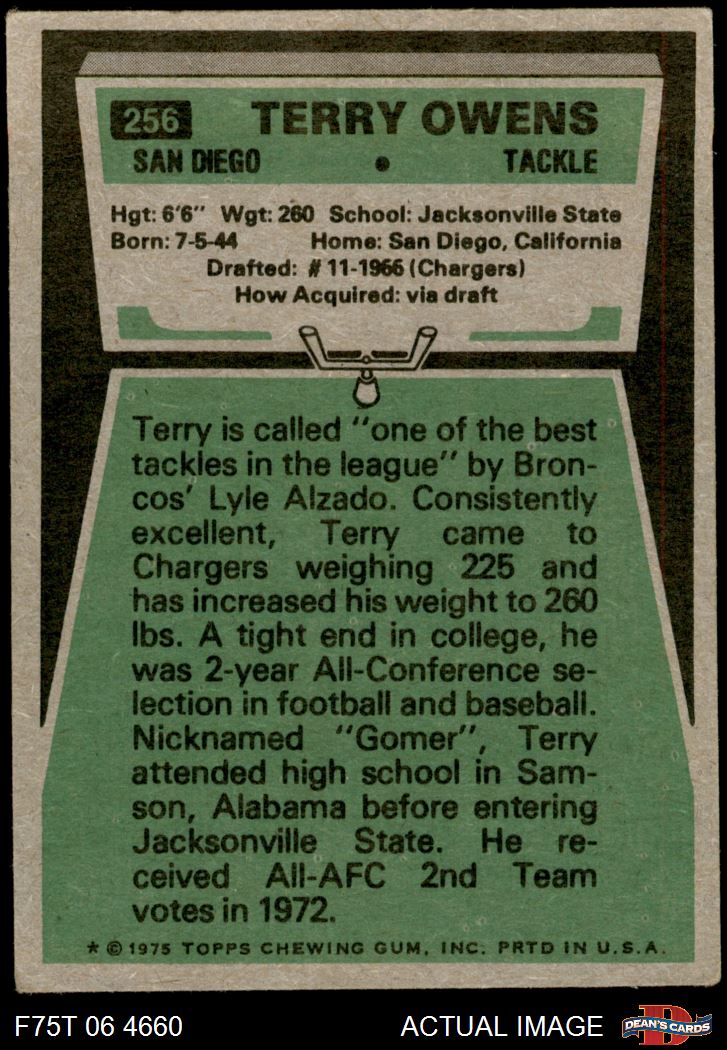 256 TERRY OWENS
SAN DIEGO • TACKLE
Hgt: 6'6" Wgt: 260 School: Jacksonville State
Born: 7-5-44 Home: San Diego, California
Drafted: #11-1966 (Chargers)
How Acquired: via draft
Terry is called "one of the best
tackles in the league" by Bron-
cos' Lyle Alzado. Consistently
excellent, Terry came to
Chargers weighing 225 and
has increased his weight to 260
lbs. A tight end in college, he
was 2-year All-Conference se-
lection in football and baseball.
Nicknamed "Gomer", Terry
attended high school in Sam-
son, Alabama before entering
Jacksonville State. He re-
ceived All-AFC 2nd Team
votes in 1972.
* © 1975 TOPPS CHEWING GUM, INC. PRTD IN U.S.A.
F75T 06 4660 ACTUAL IMAGE D DEAN'S CARDS